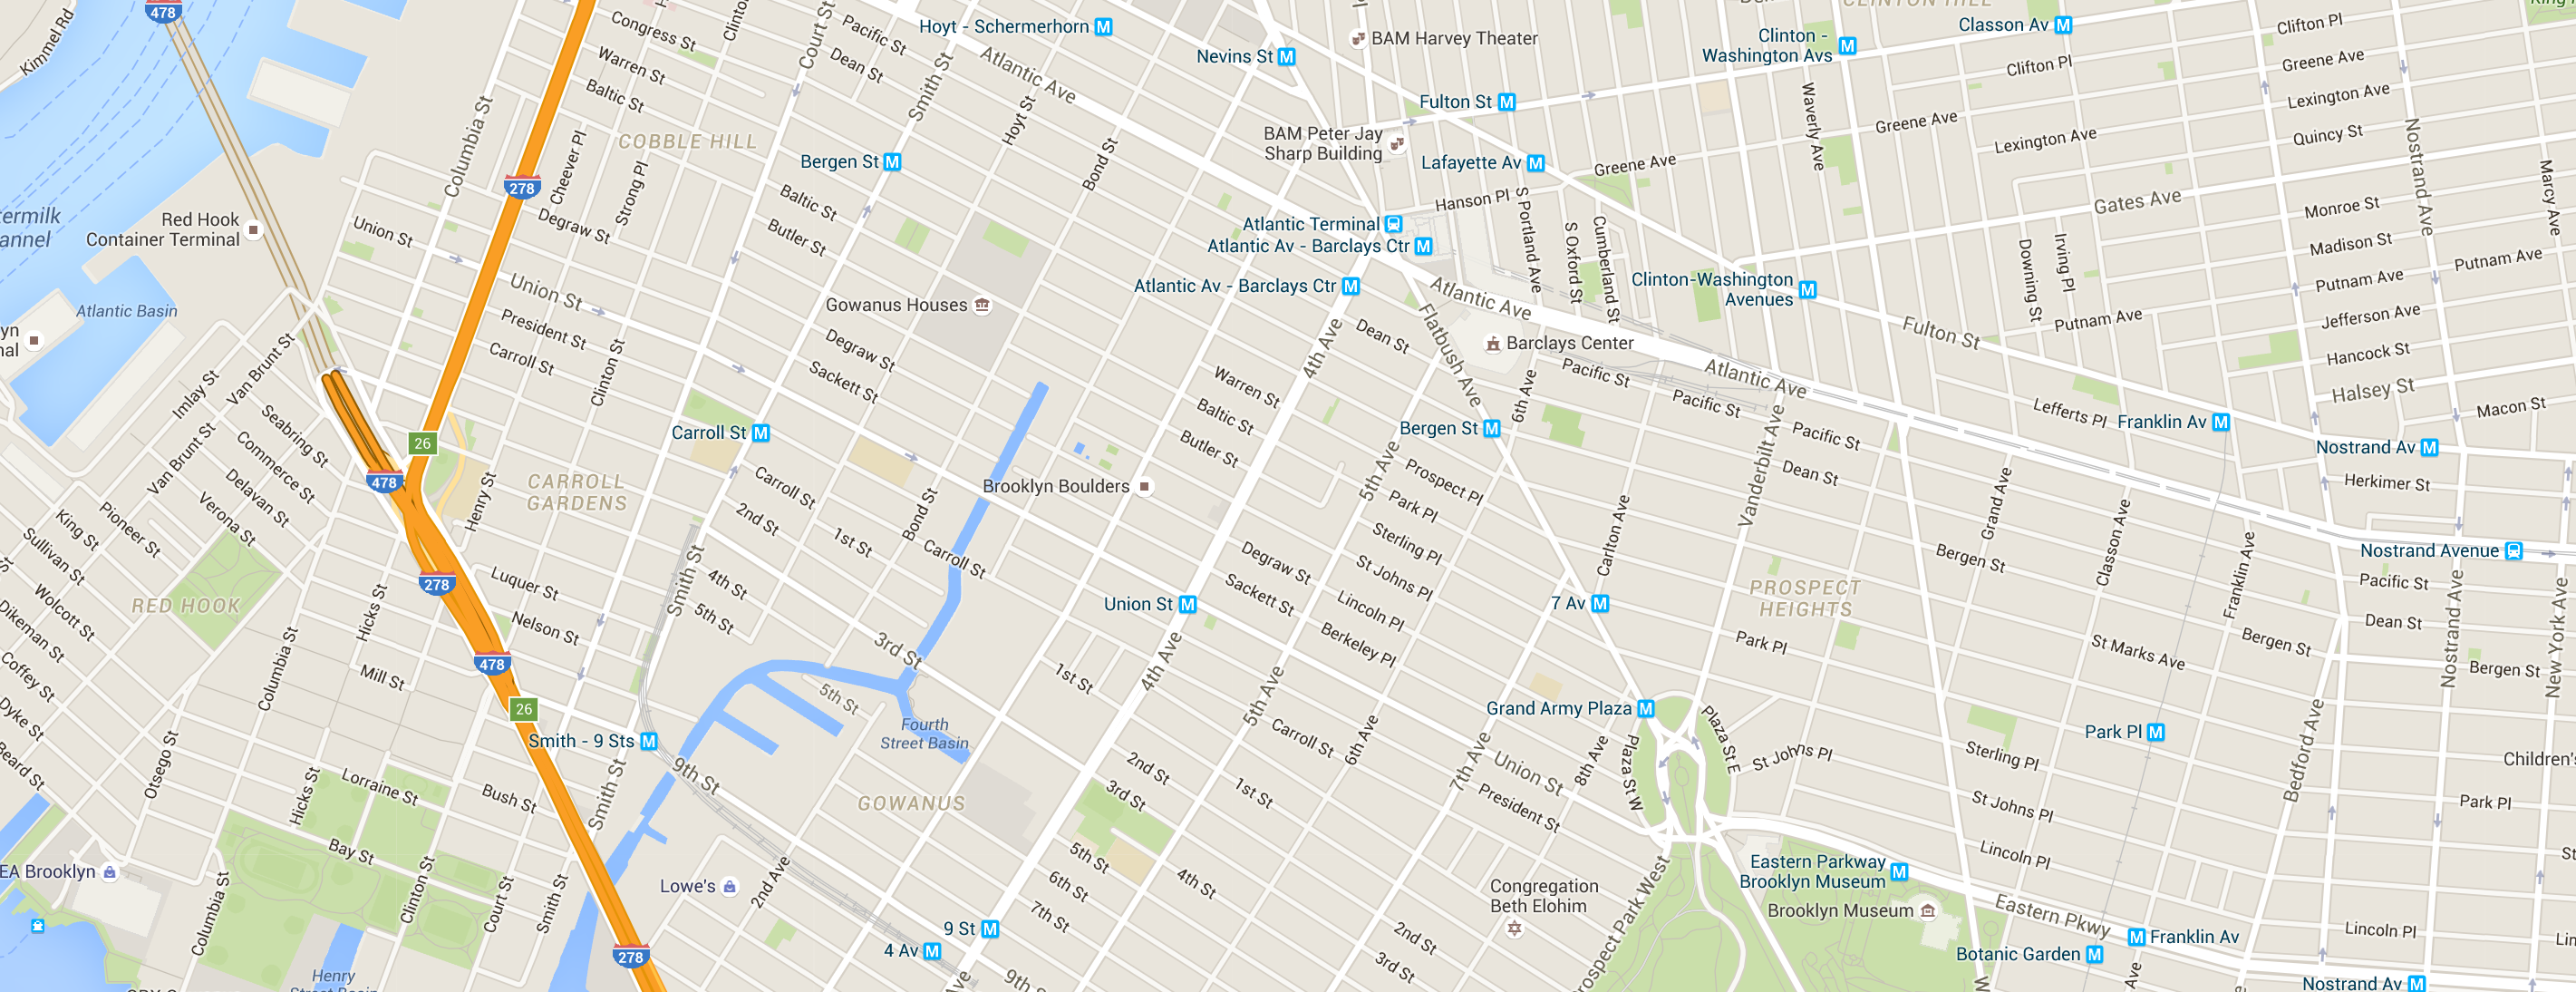 478
Kimmel Rd
Congress St
Clinton
Court St
Pacific St
Hoyt - Schermerhorn
Nevins St
BAM Harvey Theater
Clinton -
Washington Avs
CLINTON HILL
Classon Av
Clifton Pl
Warren St
Dean St
Smith St
Atlantic Ave
Fulton St
Clifton Pl
Greene Ave
Baltic St
Columbia St
Hoyt St
Waverly Ave
Greene Ave
Lexington Ave
COBBLE HILL
Bergen St
Bond St
BAM Peter Jay
Sharp Building
Lafayette Av
Greene Ave
Lexington Ave
Quincy St
Nostrand Ave
Marcy Ave
278
Cheever Pl
Strong Pl
Baltic St
Hanson Pl
S Portland Ave
Gates Ave
Monroe St
Red Hook
Container Terminal
Union St
Degraw St
Butler St
Atlantic Terminal
Atlantic Av - Barclays Ctr
S Oxford St
Cumberland St
Downing St
Irving Pl
Madison St
Putnam Ave
Putnam Ave
Atlantic Av - Barclays Ctr
Atlantic Ave
Clinton-Washington
Avenues
Putnam Ave
Jefferson Ave
Atlantic Basin
Union St
Gowanus Houses
President St
Carroll St
Clinton St
Degraw St
Sackett St
4th Ave
Dean St
Flatbush Ave
Barclays Center
Fulton St
Hancock St
Halsey St
Van Brunt St
Imlay St
Warren St
Baltic St
Butler St
6th Ave
Pacific St
Pacific St
Atlantic Ave
Lefferts Pl
Franklin Av
Macon St
Seabring St
Commerce St
Van Brunt St
26
Carroll St
Bergen St
Pacific St
Dean St
Nostrand Av
Herkimer St
478
CARROLL
GARDENS
Henry St
Carroll St
Brooklyn Boulders
5th Ave
Prospect Pl
Park Pl
Vanderbilt Ave
Grand Ave
Classon Ave
Delavan St
Verona St
Pioneer St
King St
Sullivan St
2nd St
1st St
Bond St
Carroll St
Degraw St
Sackett St
Sterling Pl
St Johns Pl
Carlton Ave
Bergen St
Nostrand Avenue
Franklin Ave
Pacific St
278
RED HOOK
Wolcott St
Dikeman St
Coffey St
Dyke St
Beard St
Hicks St
Luquer St
Nelson St
Smith St
4th St
5th St
3rd St
Union St
Lincoln Pl
Berkeley Pl
7 Av
PROSPECT
HEIGHTS
Park Pl
St Marks Ave
Bergen St
Dean St
Bergen St
Nostrand Ave
New York Ave
478
Columbia St
Mill St
26
Smith - 9 Sts
5th St
Fourth
Street Basin
1st St
4th Ave
5th Ave
Carroll St
6th Ave
Grand Army Plaza
Plaza St E
Plaza St W
St Johns Pl
Sterling Pl
Park Pl
Bedford Ave
Children's
Otsego St
Hicks St
Lorraine St
Bush St
Smith St
9th St
GOWANUS
2nd St
3rd St
1st St
7th Ave
Union St
8th Ave
President St
St Johns Pl
Park Pl
Bay St
EA Brooklyn
Columbia St
Clinton St
Court St
Smith St
Lowe's
2nd Ave
5th St
6th St
7th St
4th St
Congregation
Beth Elohim
Prospect Park West
Eastern Parkway
Brooklyn Museum
Brooklyn Museum
Lincoln Pl
Eastern Pkwy
Lincoln Pl
278
Henry
4 Av
9 St
9th St
2nd St
3rd St
Botanic Garden
Franklin Av
Nostrand Av